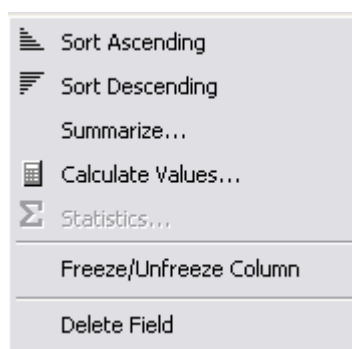 Sort Ascending
Sort Descending
Summarize...
Calculate Values...
Statistics...
Freeze/Unfreeze Column
Delete Field